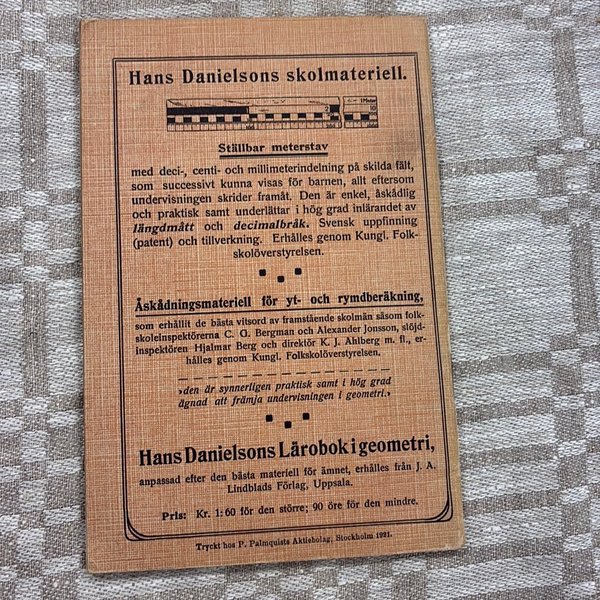 Hans Danielsons skolmateriell.
2
1 Meter
10
Ställbar meterstav
med deci-, centi- och millimeterindelning på skilda fält,
som successivt kunna visas för barnen, allt eftersom
undervisningen skrider framåt. Den är enkel, åskådlig
och praktisk samt underlättar i hög grad inlärandet av
längdmått och decimalbråk. Svensk uppfinning
(patent) och tillverkning. Erhålles genom Kungl. Folk-
skolöverstyrelsen.
Åskådningsmateriell för yt- och rymdberäkning,
som erhållit de bästa vitsord av framstående skolmän såsom folk-
skoleinspektörerna C. G. Bergman och Alexander Jonsson, slöjd-
inspektören Hjalmar Berg och direktör K. J. Ahlberg m. fl., er-
hålles genom Kungl. Folkskolöverstyrelsen.
»den är synnerligen praktisk samt i hög grad
ägnad att främja undervisningen i geometri.»
Hans Danielsons Lärobok i geometri,
anpassad efter den bästa materiell för ämnet, erhålles från J. A.
Lindblads Förlag, Uppsala.
Pris: Kr. 1: 60 för den större; 90 öre för den mindre.
Tryckt hos P. Palmquists Aktiebolag, Stockholm 1921.